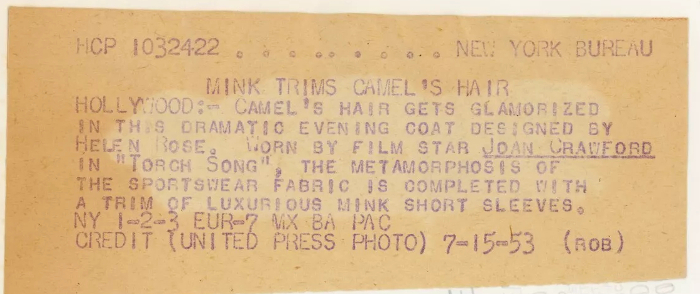 HCP 1032422 . . . . . . . . . NEW YORK BUREAU
MINK TRIMS CAMEL'S HAIR
HOLLYWOOD:- CAMEL'S HAIR GETS GLAMORIZED
IN THIS DRAMATIC EVENING COAT DESIGNED BY
HELEN ROSE. WORN BY FILM STAR JOAN CRAWFORD
IN "TORCH SONG", THE METAMORPHOSIS OF
THE SPORTSWEAR FABRIC IS COMPLETED WITH
A TRIM OF LUXURIOUS MINK SHORT SLEEVES.
NY 1-2-3 EUR-7 MX BA PAC
CREDIT (UNITED PRESS PHOTO) 7-15-53 (ROB)